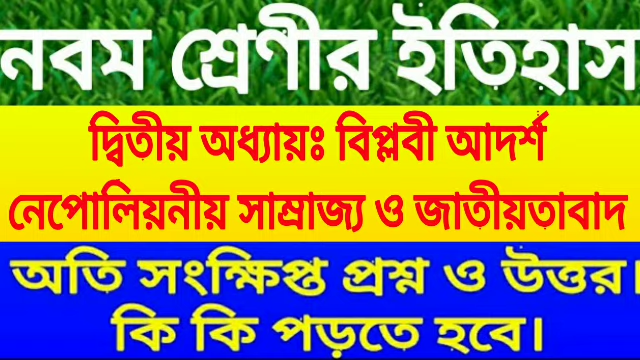 নবম শ্রেণীর ইতিহাস
দ্বিতীয় অধ্যায়ঃ বিপ্লবী আদর্শ
নেপোলিয়নীয় সাম্রাজ্য ও জাতীয়তাবাদ
অতি সংক্ষিপ্ত প্রশ্ন ও উত্তর।
কি কি পড়তে হবে।